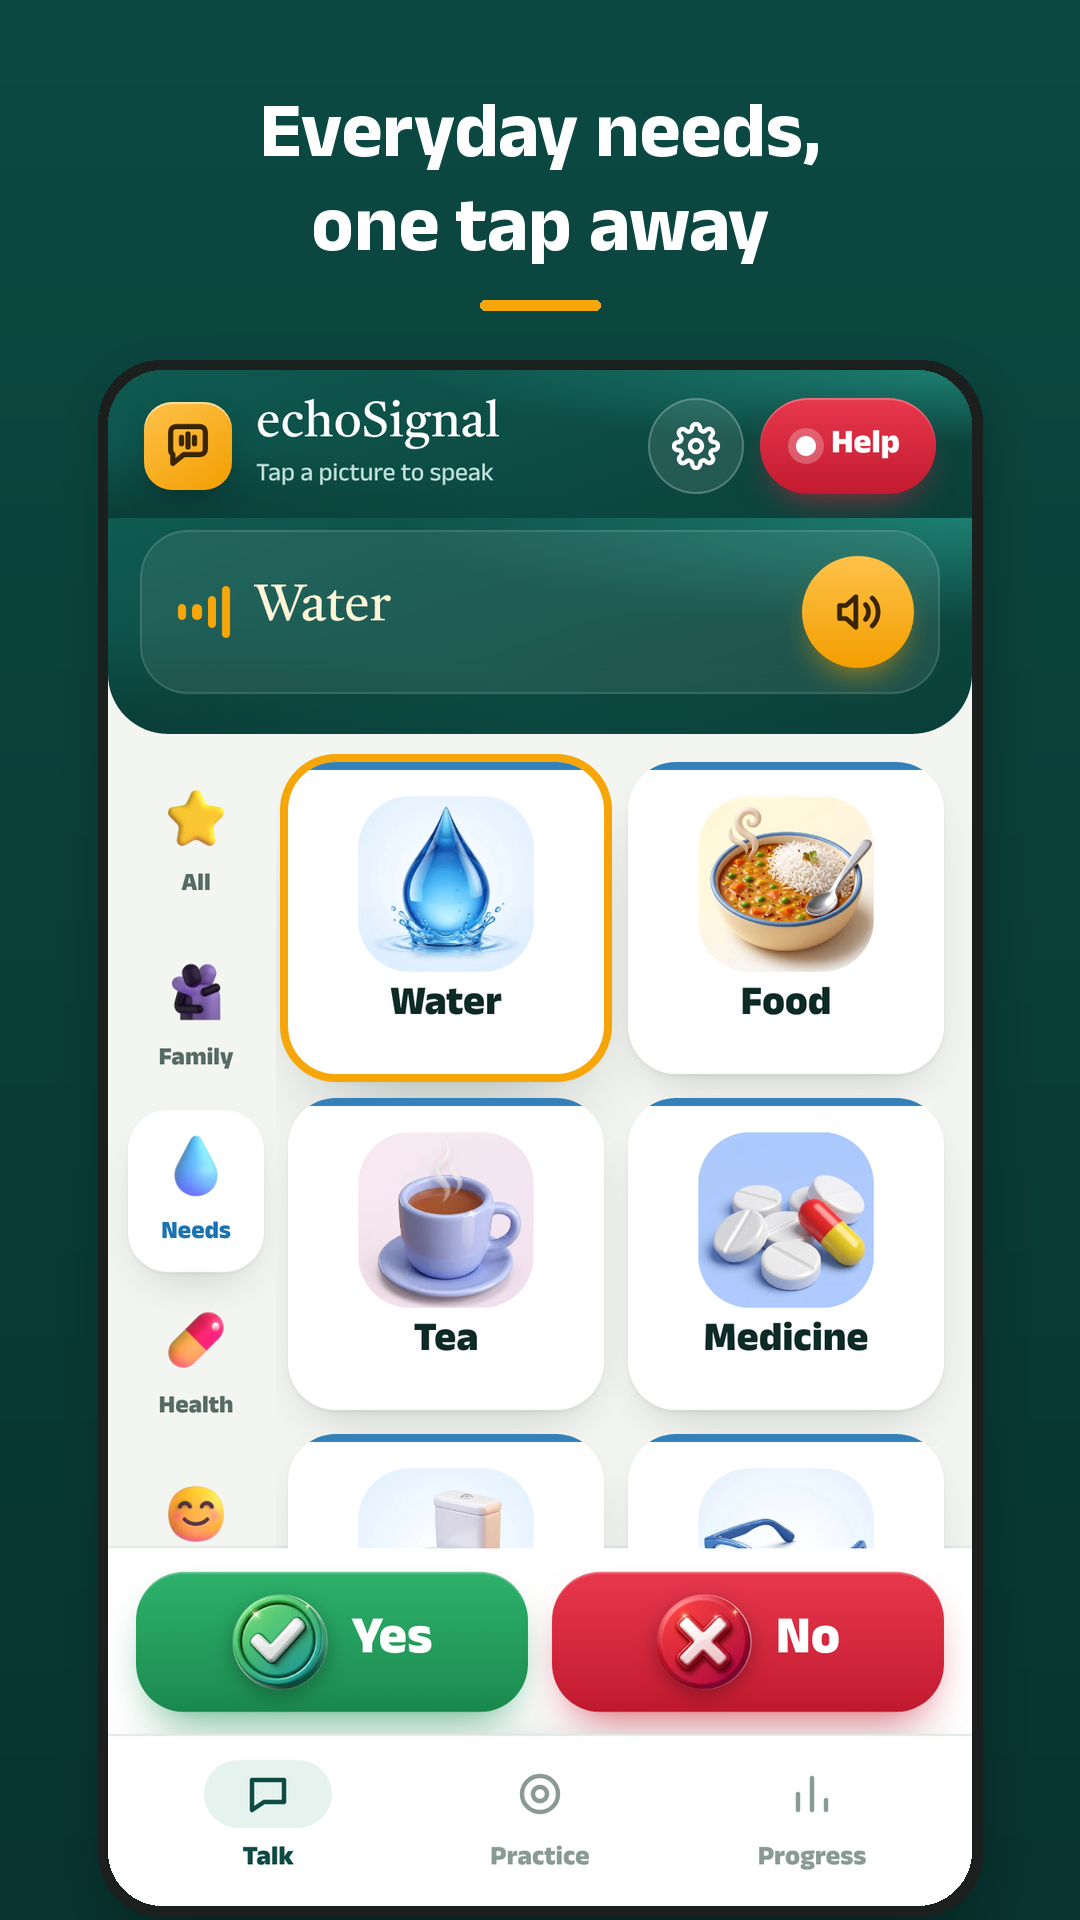 Everyday needs,
one tap away
echoSignal
Tap a picture to speak
Help
Water
All
Family
Needs
Health
Water
Food
Tea
Medicine
Yes
No
Talk
Practice
Progress